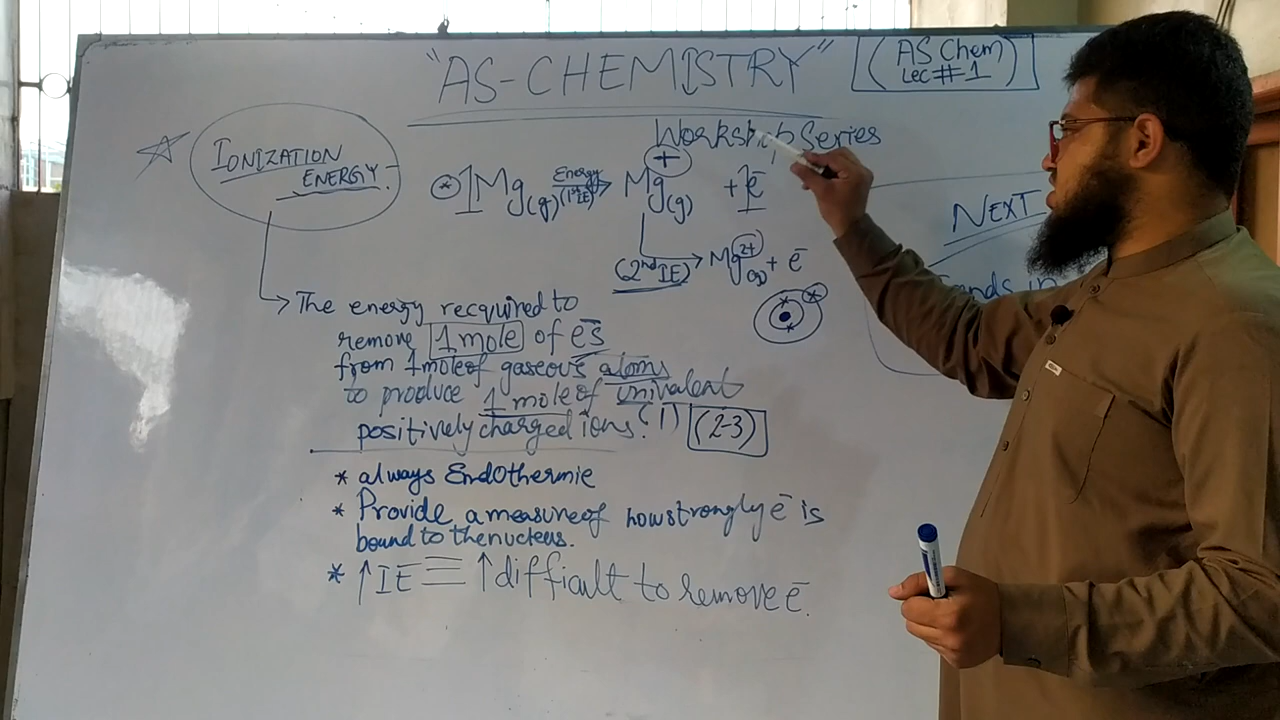 "AS-CHEMISTRY"
(AS Chem)
Lec #1
Workshop Series
IONIZATION
ENERGY.
* 1Mg(g) Energy (1st IE) → Mg+(g) + 1e-
(2nd IE) → Mg2+(g) + e-
NEXT
The energy recquired to
remove 1 mole of e-s
from 1 mole of gaseous atoms
to produce 1 mole of univalent
positively charged ions. (1) (2-3)
* always EndOthermic
* Provide a measure of how strongly e- is
bound to the nucleus.
* ↑IE ≡ ↑difficult to remove e-.